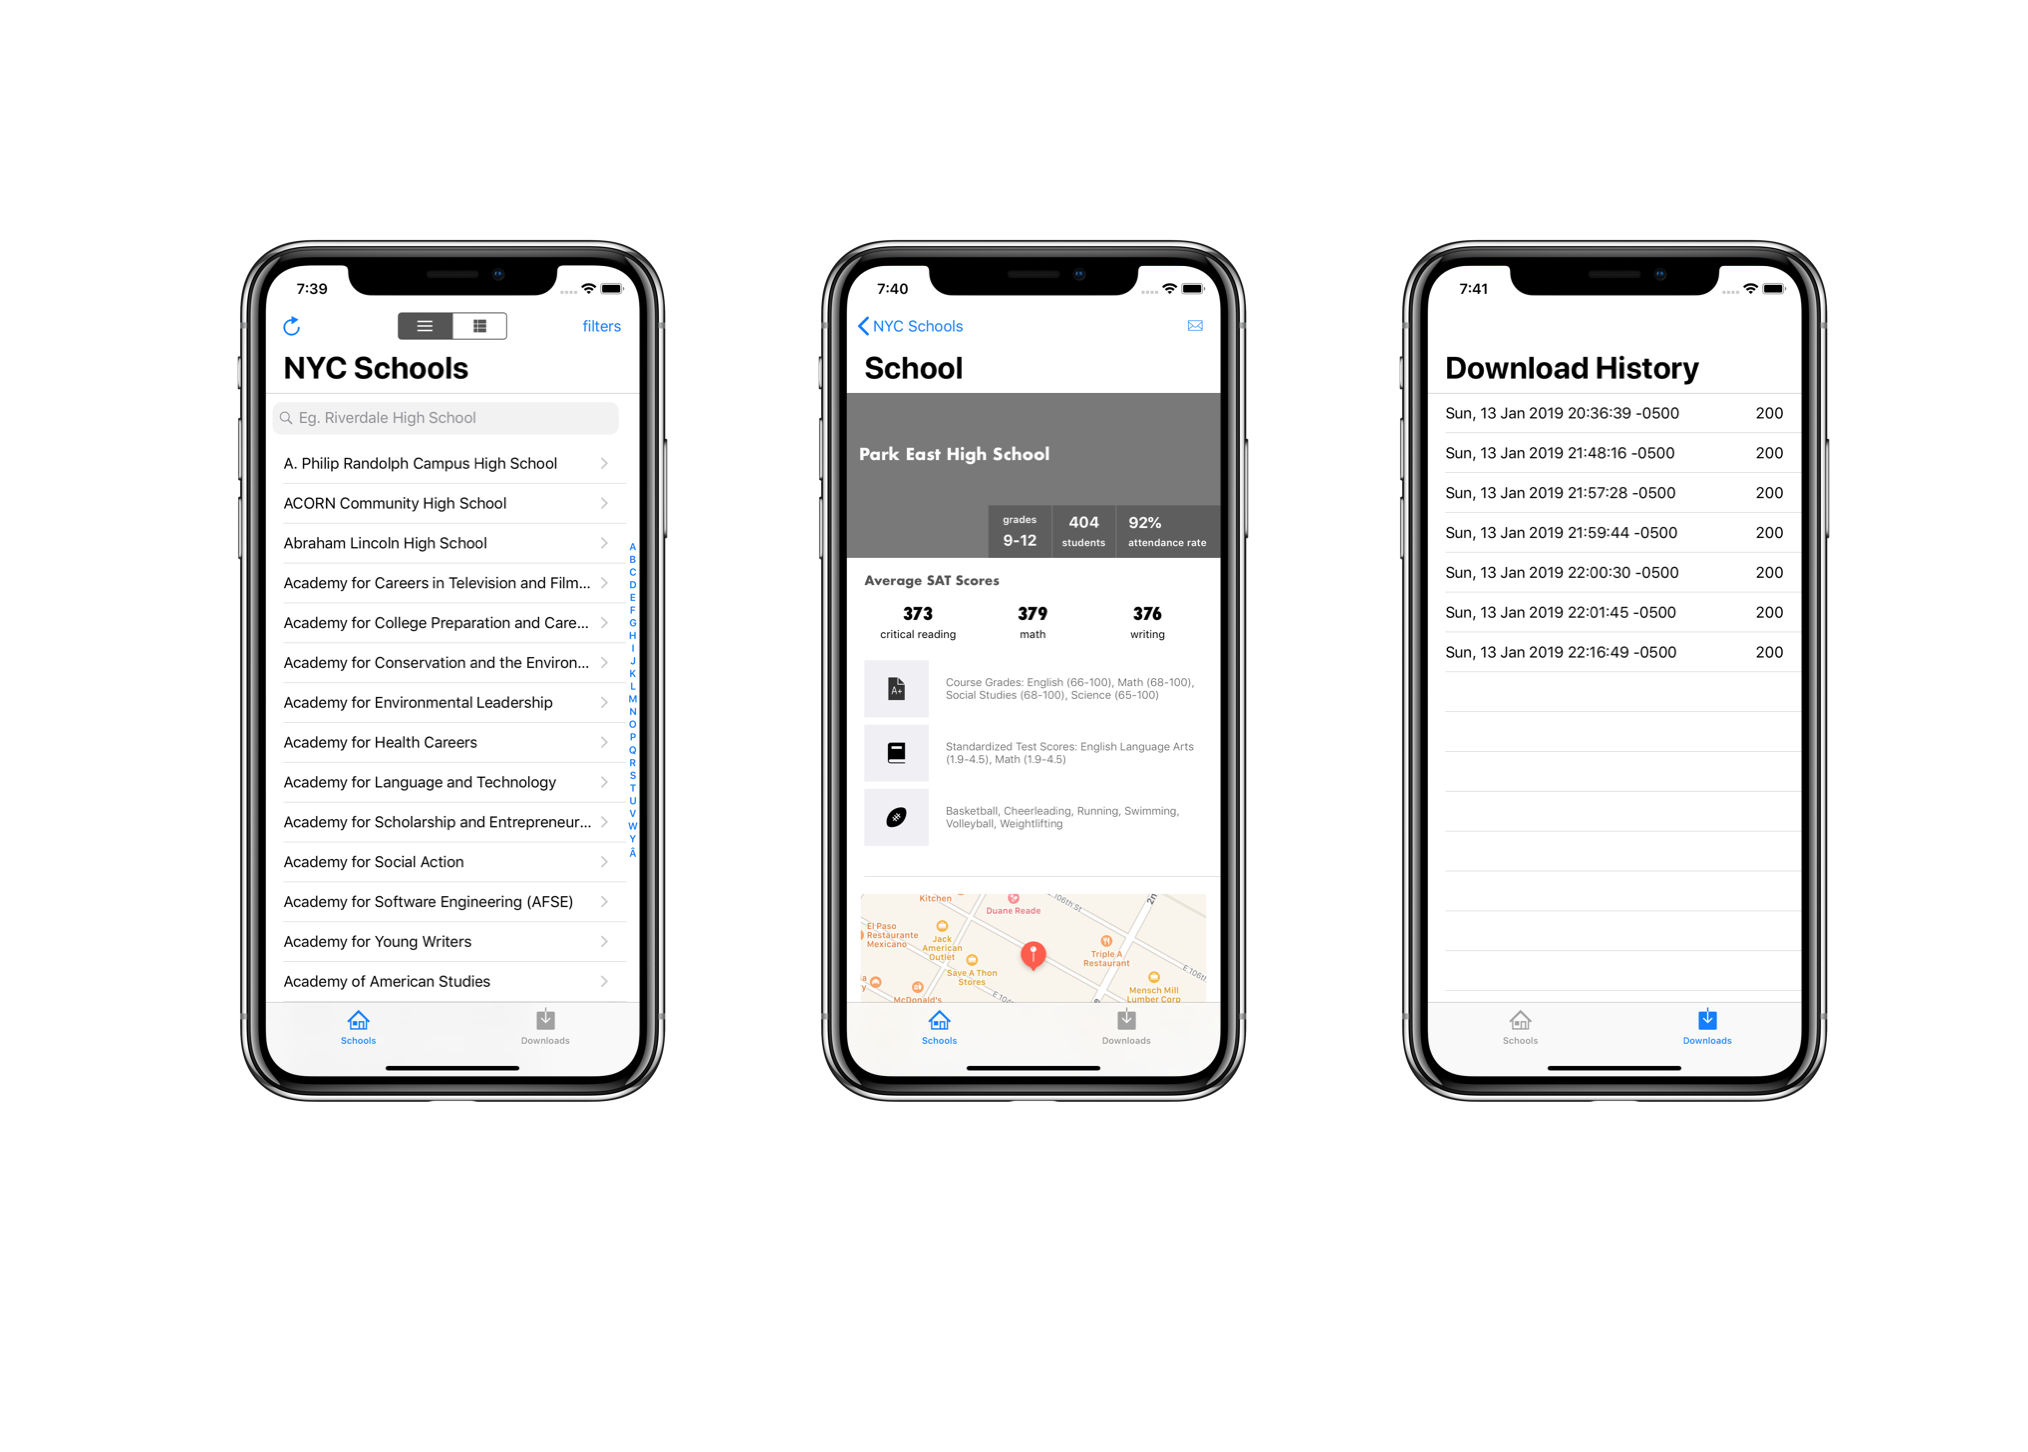 7:39
filters
NYC Schools
Eg. Riverdale High School
A. Philip Randolph Campus High School
ACORN Community High School
Abraham Lincoln High School
Academy for Careers in Television and Film...
Academy for College Preparation and Care...
Academy for Conservation and the Environ...
Academy for Environmental Leadership
Academy for Health Careers
Academy for Language and Technology
Academy for Scholarship and Entrepreneur...
Academy for Social Action
Academy for Software Engineering (AFSE)
Academy for Young Writers
Academy of American Studies
A
B
C
D
E
F
G
H
I
J
K
L
M
N
O
P
Q
R
S
T
U
V
W
Y
Schools
Downloads
7:40
NYC Schools
School
Park East High School
grades
9-12
404
students
92%
attendance rate
Average SAT Scores
373
critical reading
379
math
376
writing
A+
Course Grades: English (66-100), Math (68-100),
Social Studies (68-100), Science (65-100)
Standardized Test Scores: English Language Arts
(1.9-4.5), Math (1.9-4.5)
Basketball, Cheerleading, Running, Swimming,
Volleyball, Weightlifting
Kitchen
Duane Reade
106th St
2n
El Paso
Restaurante
Mexicano
Jack
American
Outlet
Save A Thon
Stores
Triple A
Restaurant
Mensch Mill
Lumber Corp
McDonald's
Schools
Downloads
7:41
Download History
Sun, 13 Jan 2019 20:36:39 -0500 200
Sun, 13 Jan 2019 21:48:16 -0500 200
Sun, 13 Jan 2019 21:57:28 -0500 200
Sun, 13 Jan 2019 21:59:44 -0500 200
Sun, 13 Jan 2019 22:00:30 -0500 200
Sun, 13 Jan 2019 22:01:45 -0500 200
Sun, 13 Jan 2019 22:16:49 -0500 200
Schools
Downloads